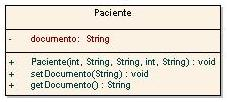 Paciente
- documento: String
+ Paciente(int, String, String, int, String) : void
+ setDocumento(String) : void
+ getDocumento() : String